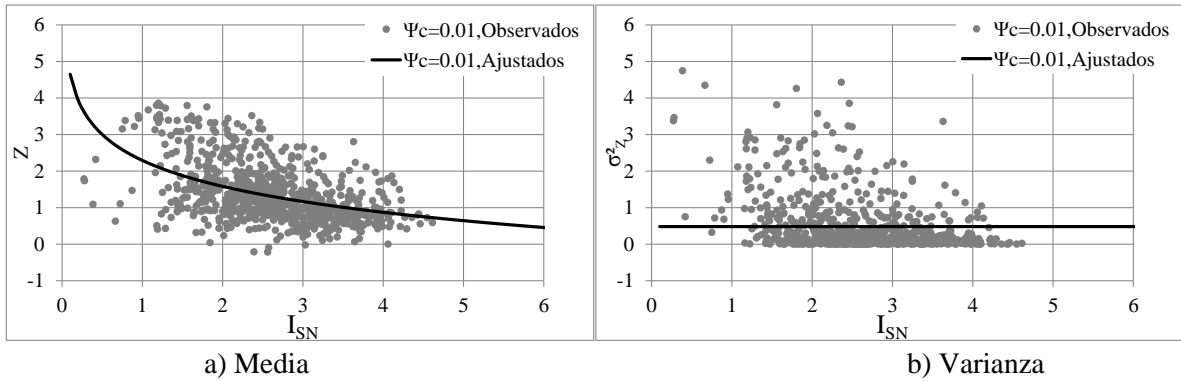 6
5
4
3
2
1
0
-1
Z
Ψc=0.01,Observados
Ψc=0.01,Ajustados
0 1 2 3 4 5 6
I_SN
a) Media
6
5
4
3
2
1
0
-1
σ²_Z
Ψc=0.01,Observados
Ψc=0.01,Ajustados
0 1 2 3 4 5 6
I_SN
b) Varianza